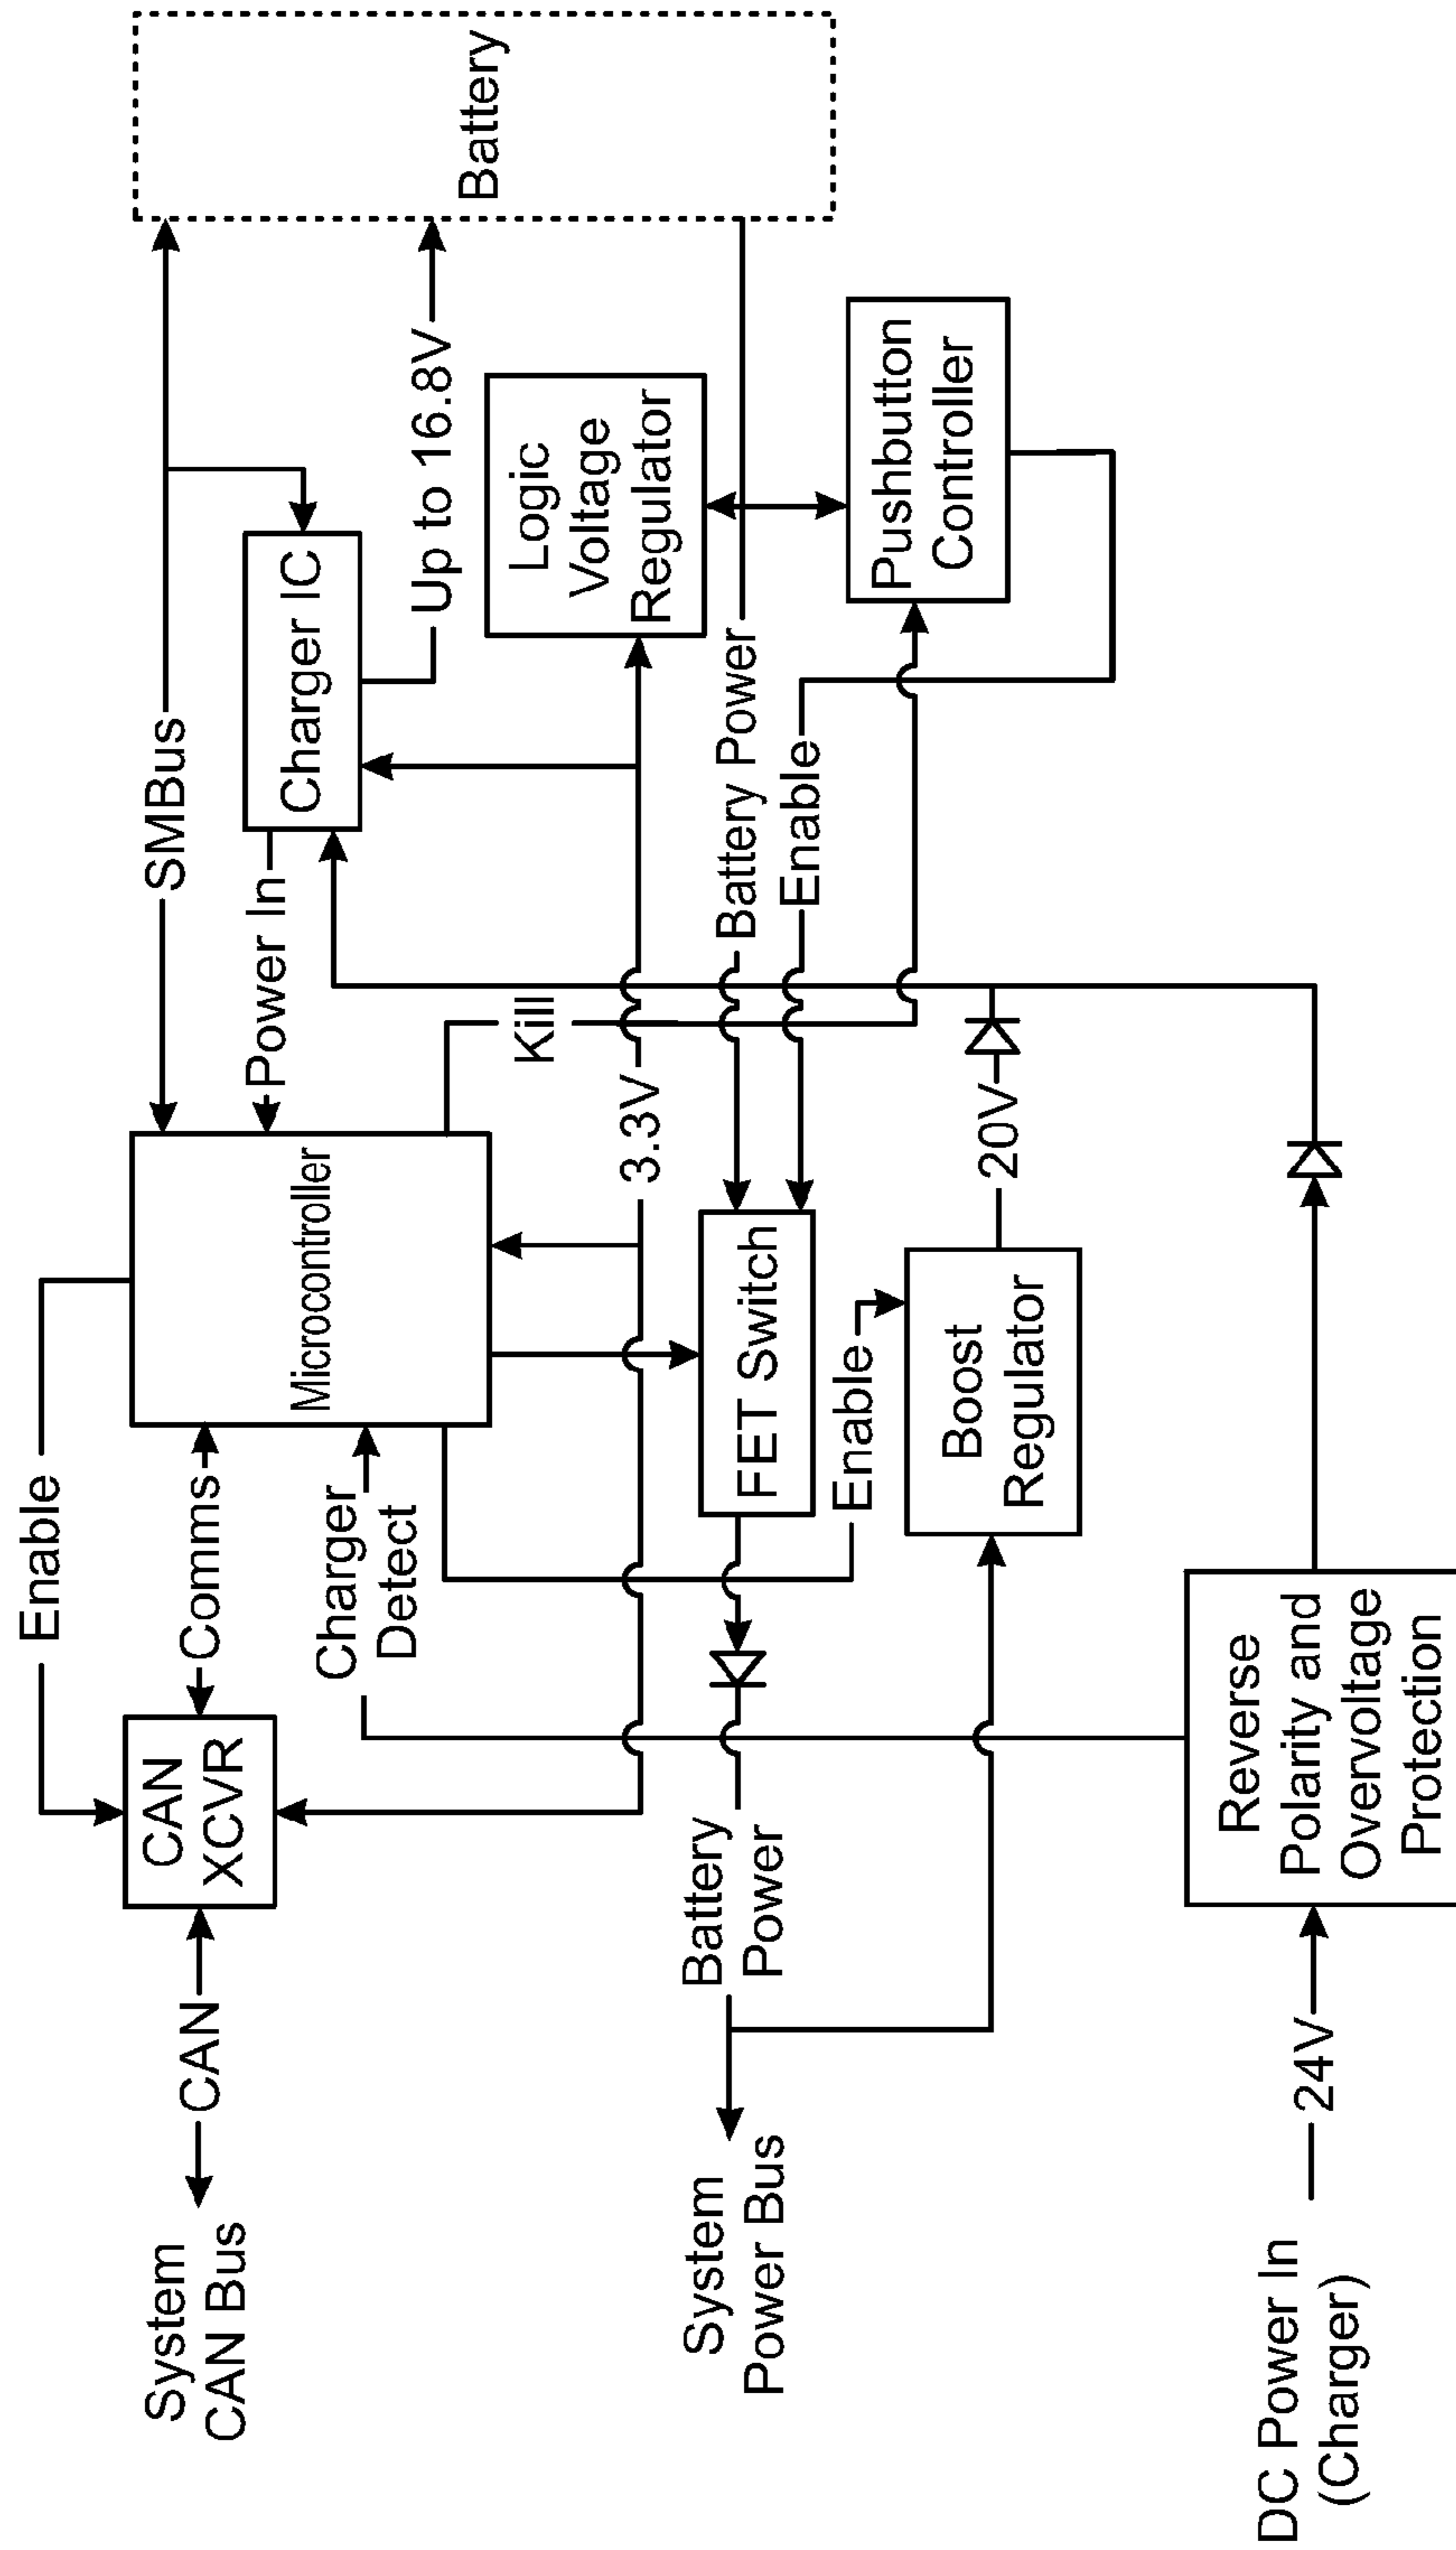 System
CAN Bus
CAN
CAN
XCVR
Enable
Comms
Charger
Detect
Microcontroller
SMBus
Power In
Charger IC
Up to 16.8V
Battery
Kill
3.3V
Logic
Voltage
Regulator
System
Power Bus
Battery
Power
FET Switch
Battery Power
Enable
Pushbutton
Controller
Enable
Boost
Regulator
20V
DC Power In
(Charger)
24V
Reverse
Polarity and
Overvoltage
Protection